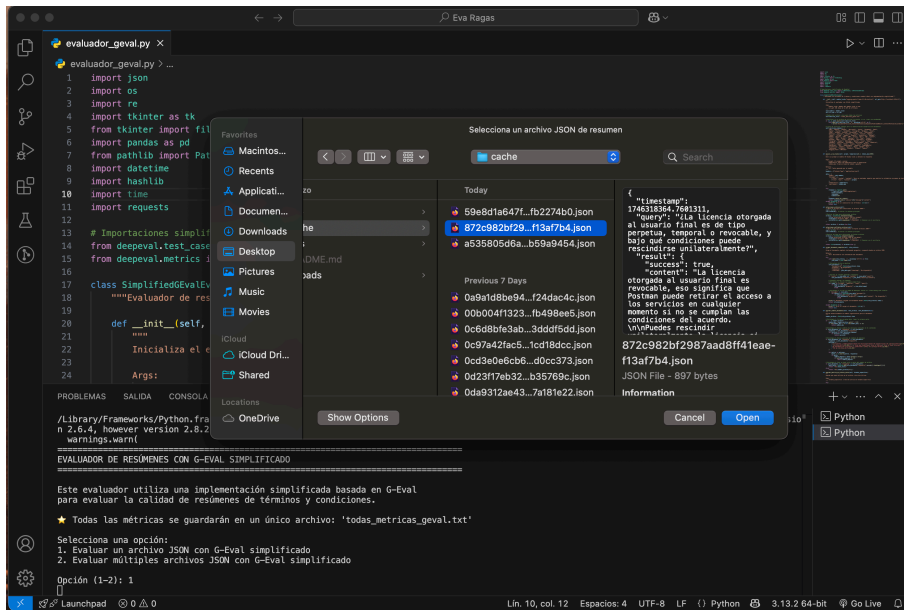 Eva Ragas
evaluador_geval.py
evaluador_geval.py > ...
1 import json
2 import os
3 import re
4 import tkinter as tk
5 from tkinter import fil
6 import pandas as pd
7 from pathlib import Pat
8 import datetime
9 import hashlib
10 import time
11 import requests
12
13 # Importaciones simplif
14 from deepeval.test_case
15 from deepeval.metrics i
16
17 class SimplifiedGEvalEv
18 """Evaluador de res
19
20 def __init__(self,
21 """
22 Inicializa el e
23
24 Args:
Selecciona un archivo JSON de resumen
Favorites
Macintos...
Recents
Applicati...
Documen...
Downloads
Desktop
Pictures
Music
Movies
iCloud
iCloud Dri...
Shared
Locations
OneDrive
cache
Search
zo
he
s
DME.md
oads
Today
59e8d1a647f...fb2274b0.json
872c982bf29...f13af7b4.json
a535805d6a...b59a9454.json
Previous 7 Days
0a9a1d8be94...f24dac4c.json
00b004f1323...fb498ee5.json
0c6d8bfe3ab...3dddf5dd.json
0c97a42fac5...1cd18dcc.json
0cd3e0e6cb6...d0cc373.json
0d23f17eb32...b35769c.json
0da9312ae43...7a181e22.json
{
"timestamp":
1746318364.7601311,
"query": "¿La licencia otorgada
al usuario final es de tipo
perpetua, temporal o revocable, y
bajo qué condiciones puede
rescindirse unilateralmente?",
"result": {
"success": true,
"content": "La licencia
otorgada al usuario final es
revocable, eso significa que
Postman puede retirar el acceso a
los servicios en cualquier
momento si no se cumplan las
condiciones del acuerdo.
\n\nPuedes rescindir
872c982bf2987aad8ff41eae-
f13af7b4.json
JSON File - 897 bytes
Information
Show Options
Cancel
Open
PROBLEMS SALIDA CONSOLA
Python
Python
/Library/Frameworks/Python.fra
n 2.6.4, however version 2.8.2
warnings.warn(
EVALUADOR DE RESÚMENES CON G-EVAL SIMPLIFICADO
Este evaluador utiliza una implementación simplificada basada en G-Eval
para evaluar la calidad de resúmenes de términos y condiciones.
Todas las métricas se guardarán en un único archivo: 'todas_metricas_geval.txt'
Selecciona una opción:
1. Evaluar un archivo JSON con G-Eval simplificado
2. Evaluar múltiples archivos JSON con G-Eval simplificado
Opción (1-2): 1
Launchpad 0 0 Lín. 10, col. 12 Espacios: 4 UTF-8 LF {} Python 3.13.2 64-bit Go Live